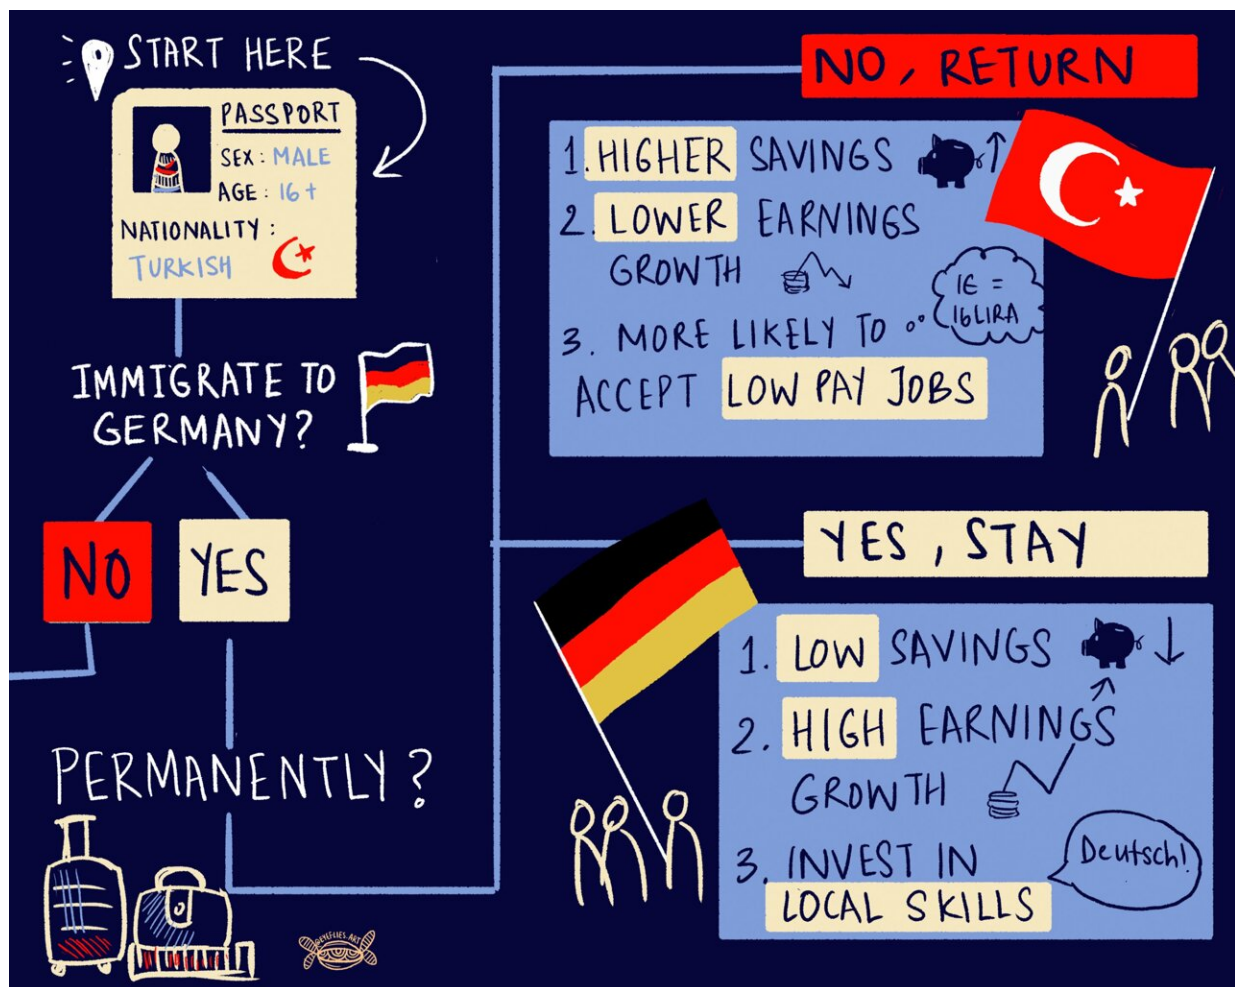 START HERE
PASSPORT
SEX: MALE
AGE: 16+
NATIONALITY:
TURKISH
IMMIGRATE TO
GERMANY?
NO
YES
PERMANENTLY?
@EYEFLIES.ART
NO, RETURN
1. HIGHER SAVINGS
2. LOWER EARNINGS
GROWTH
1€ =
16LIRA
3. MORE LIKELY TO
ACCEPT LOW PAY JOBS
YES, STAY
1. LOW SAVINGS
2. HIGH EARNINGS
GROWTH
3. INVEST IN
LOCAL SKILLS
Deutsch!